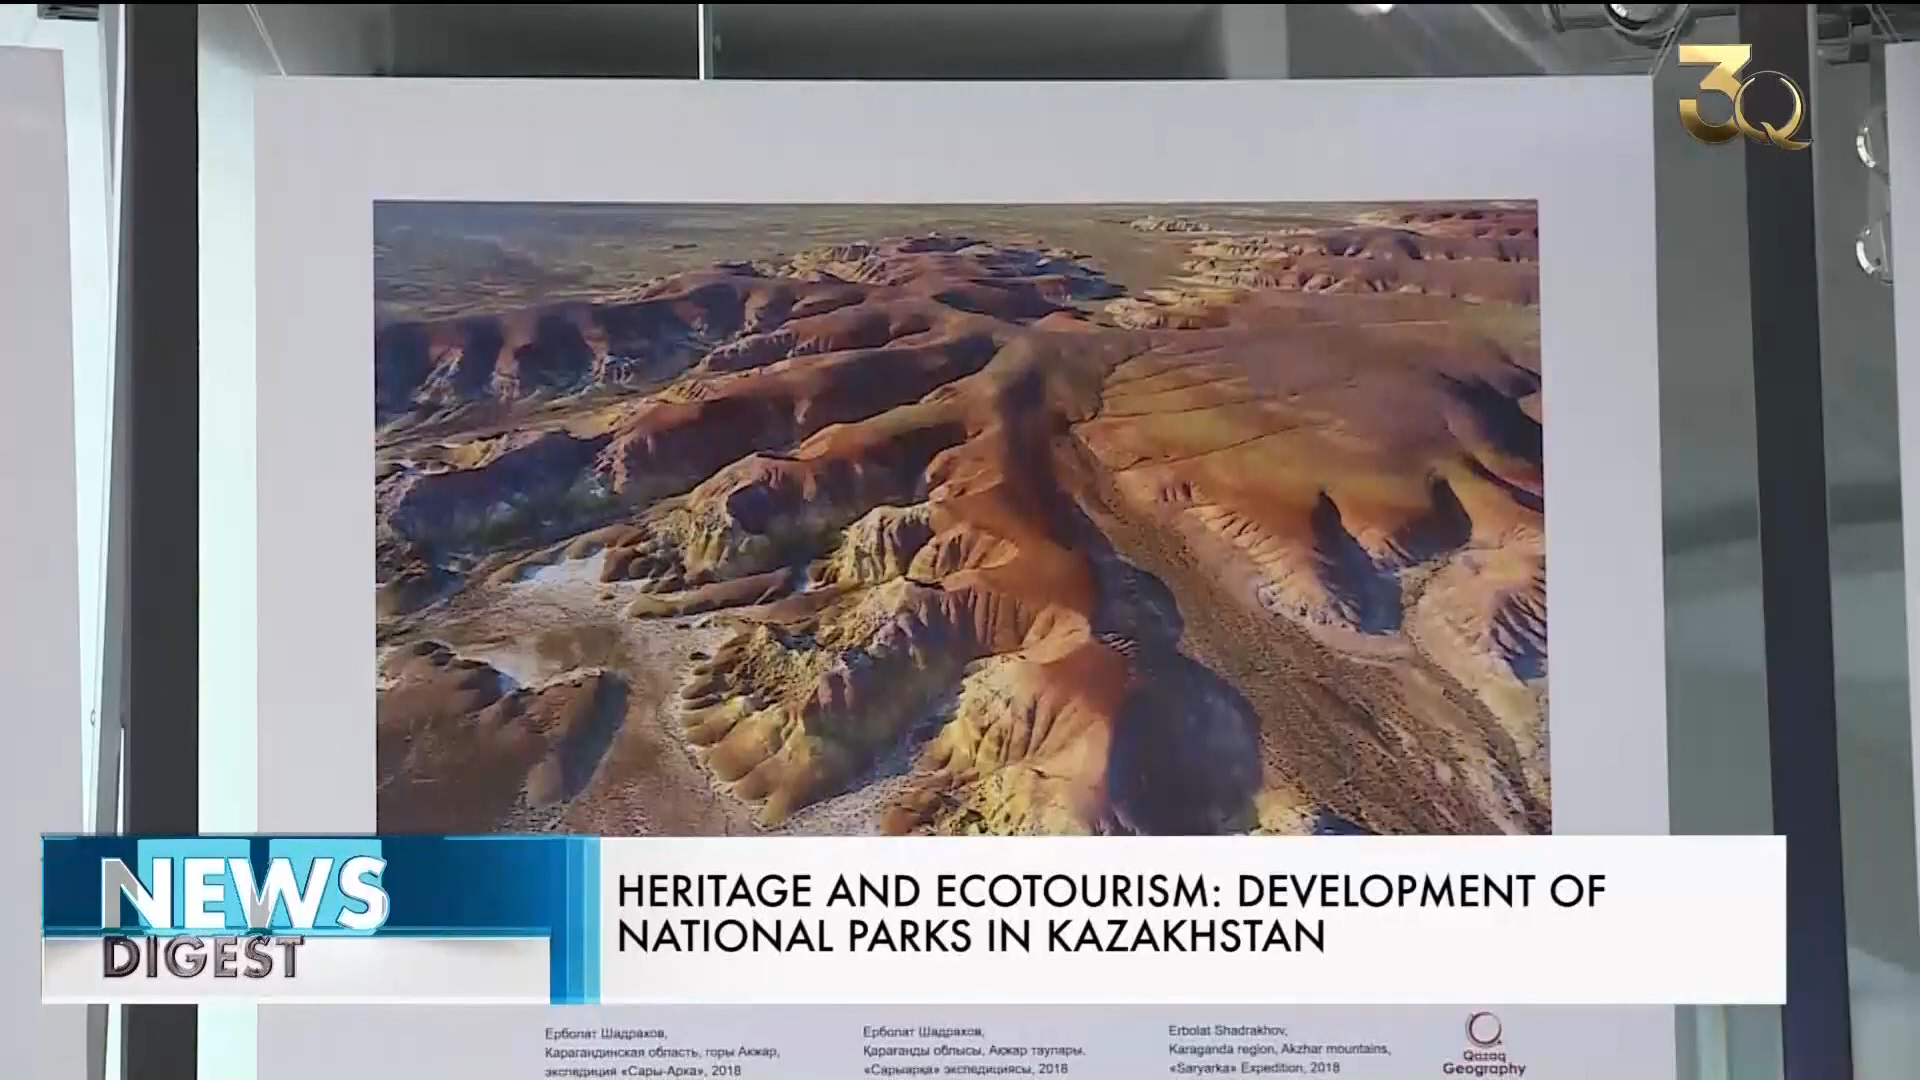 3Q
NEWS
DIGEST
HERITAGE AND ECOTOURISM: DEVELOPMENT OF
NATIONAL PARKS IN KAZAKHSTAN
Ерболат Шадрахов,
Карагандинская область, горы Акжар,
экспедиция «Сары-Арка», 2018
Ерболат Шадрахов,
Қарағанды облысы, Ақжар таулары,
«Сарыарқа» экспедициясы, 2018
Erbolat Shadrakhov,
Karaganda region, Akzhar mountains,
«Saryarka» Expedition, 2018
Qazaq
Geography